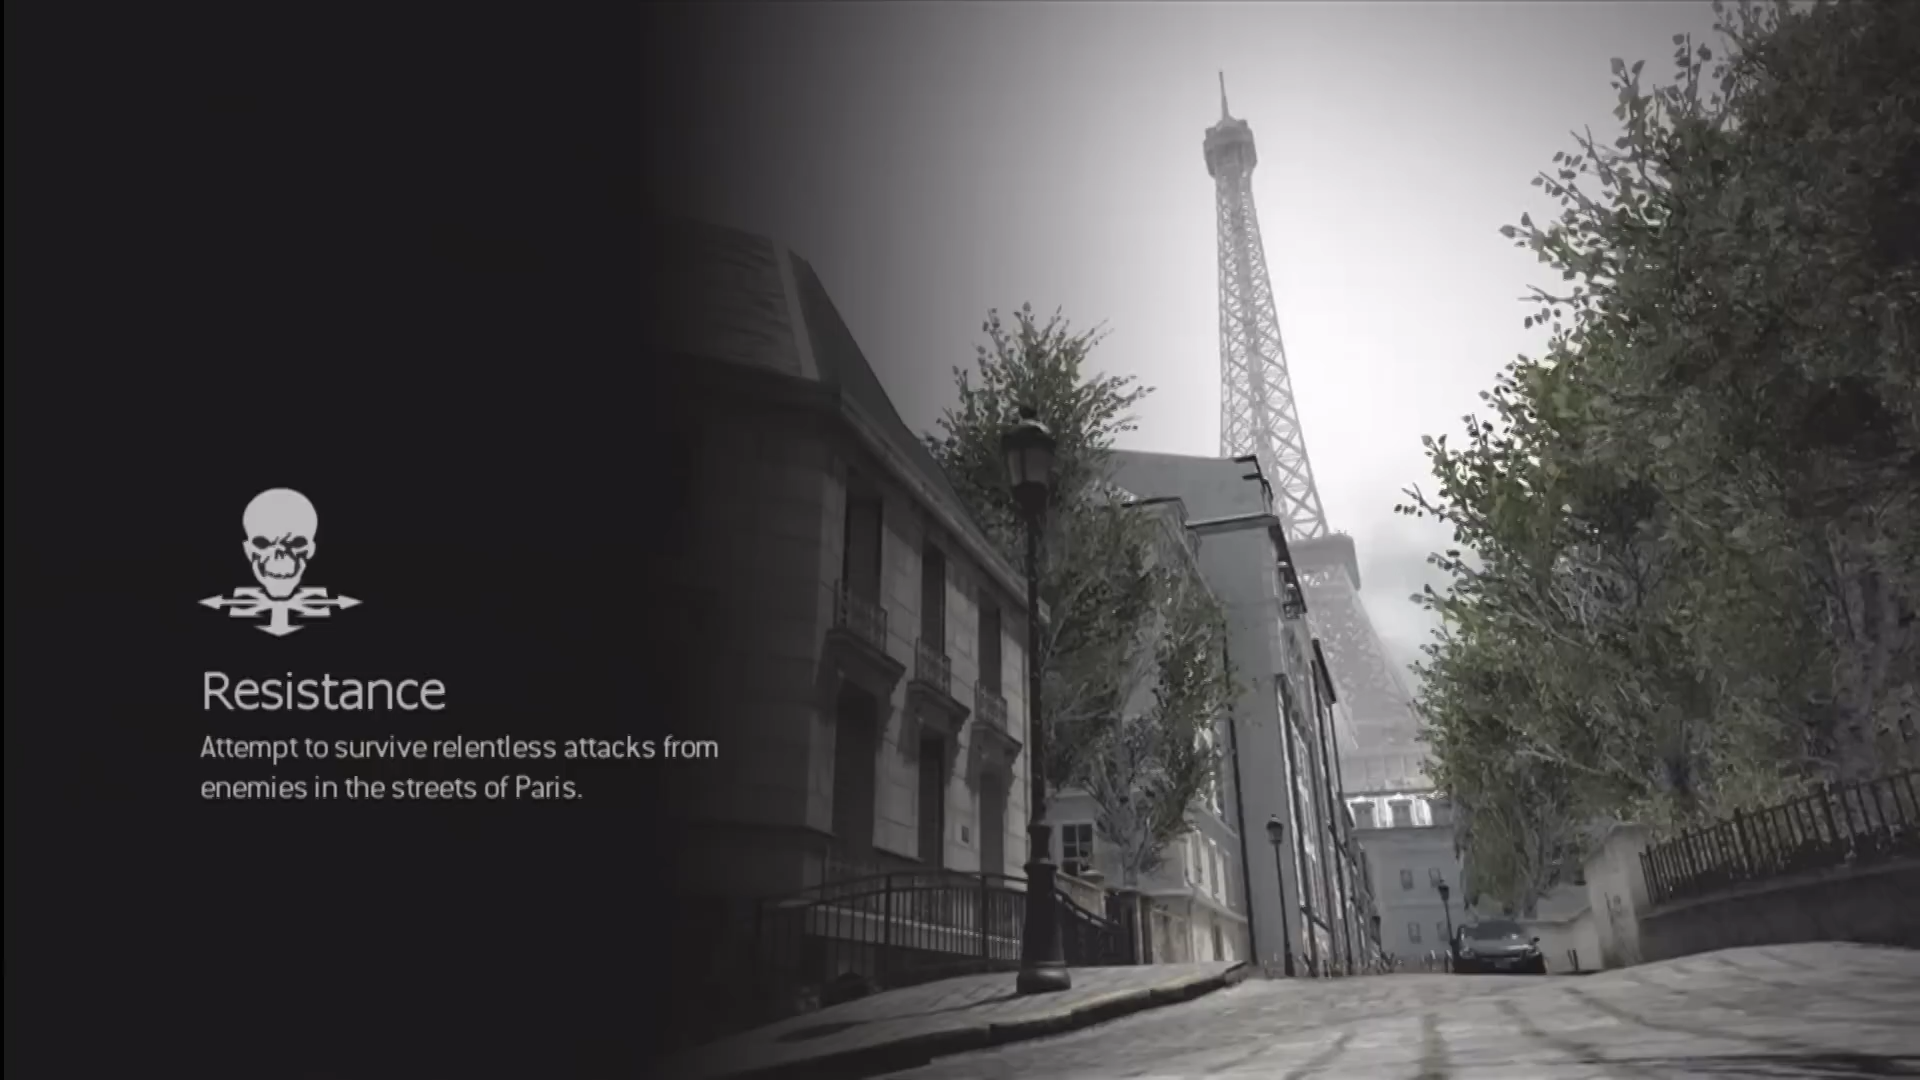 Resistance
Attempt to survive relentless attacks from
enemies in the streets of Paris.